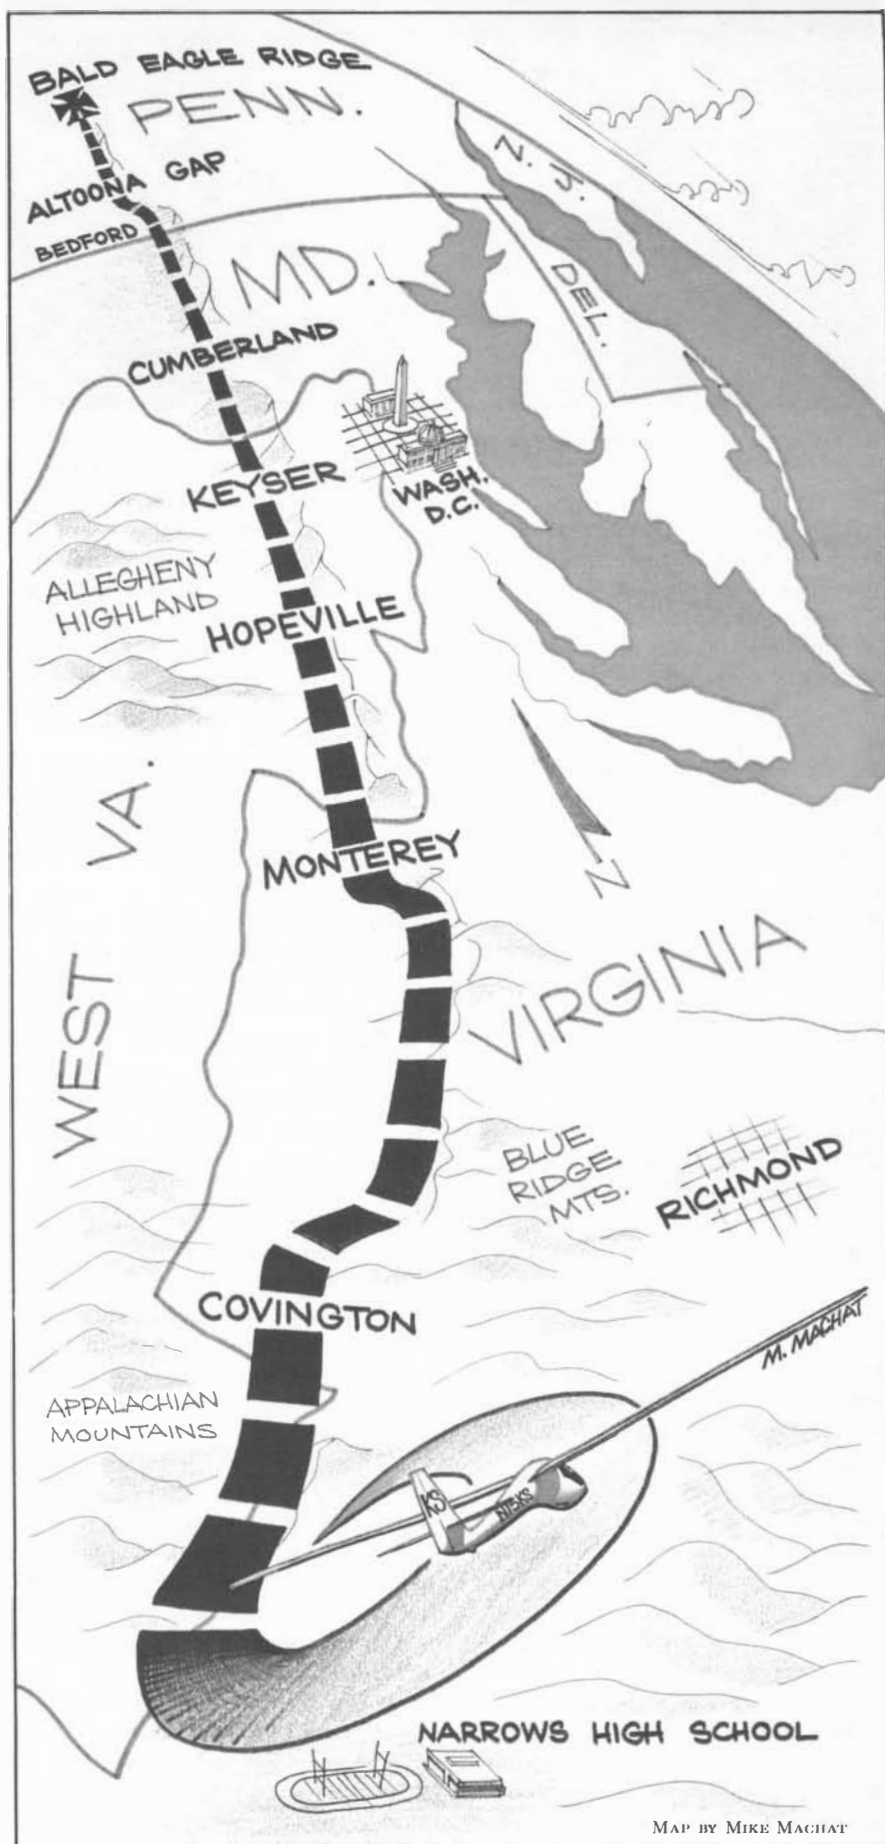 BALD EAGLE RIDGE
PENN.
N. J.
ALTOONA GAP
BEDFORD
MD.
DEL.
CUMBERLAND
KEYSER
WASH.
D.C.
ALLEGHENY
HIGHLAND
HOPEVILLE
WEST VA.
MONTEREY
N
VIRGINIA
BLUE
RIDGE
MTS.
RICHMOND
COVINGTON
M. MACHAT
APPALACHIAN
MOUNTAINS
KS
N15KS
NARROWS HIGH SCHOOL
MAP BY MIKE MACHAT